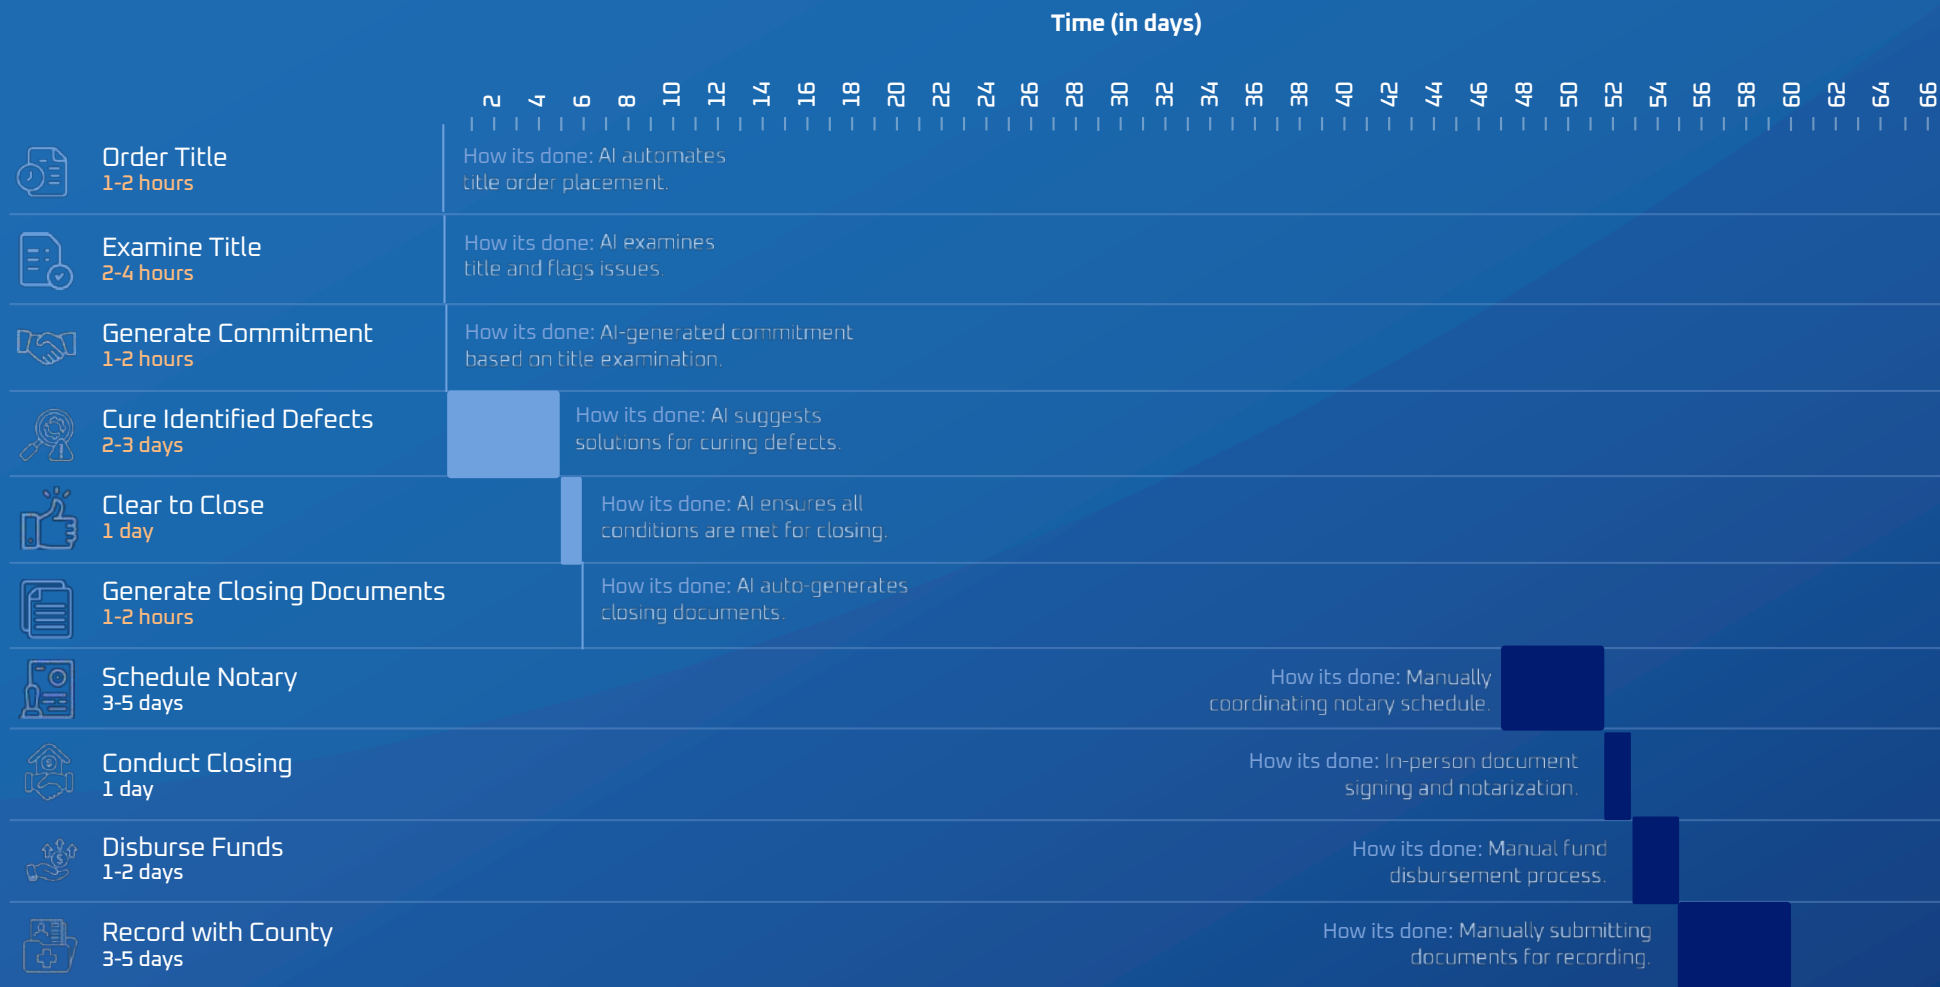 Time (in days)
2 4 6 8 10 12 14 16 18 20 22 24 26 28 30 32 34 36 38 40 42 44 46 48 50 52 54 56 58 60 62 64 66
Order Title
1-2 hours
How its done: AI automates
title order placement.
Examine Title
2-4 hours
How its done: AI examines
title and flags issues.
Generate Commitment
1-2 hours
How its done: AI-generated commitment
based on title examination.
Cure Identified Defects
2-3 days
How its done: AI suggests
solutions for curing defects.
Clear to Close
1 day
How its done: AI ensures all
conditions are met for closing.
Generate Closing Documents
1-2 hours
How its done: AI auto-generates
closing documents.
Schedule Notary
3-5 days
How its done: Manually
coordinating notary schedule.
Conduct Closing
1 day
How its done: In-person document
signing and notarization.
Disburse Funds
1-2 days
How its done: Manual fund
disbursement process.
Record with County
3-5 days
How its done: Manually submitting
documents for recording.